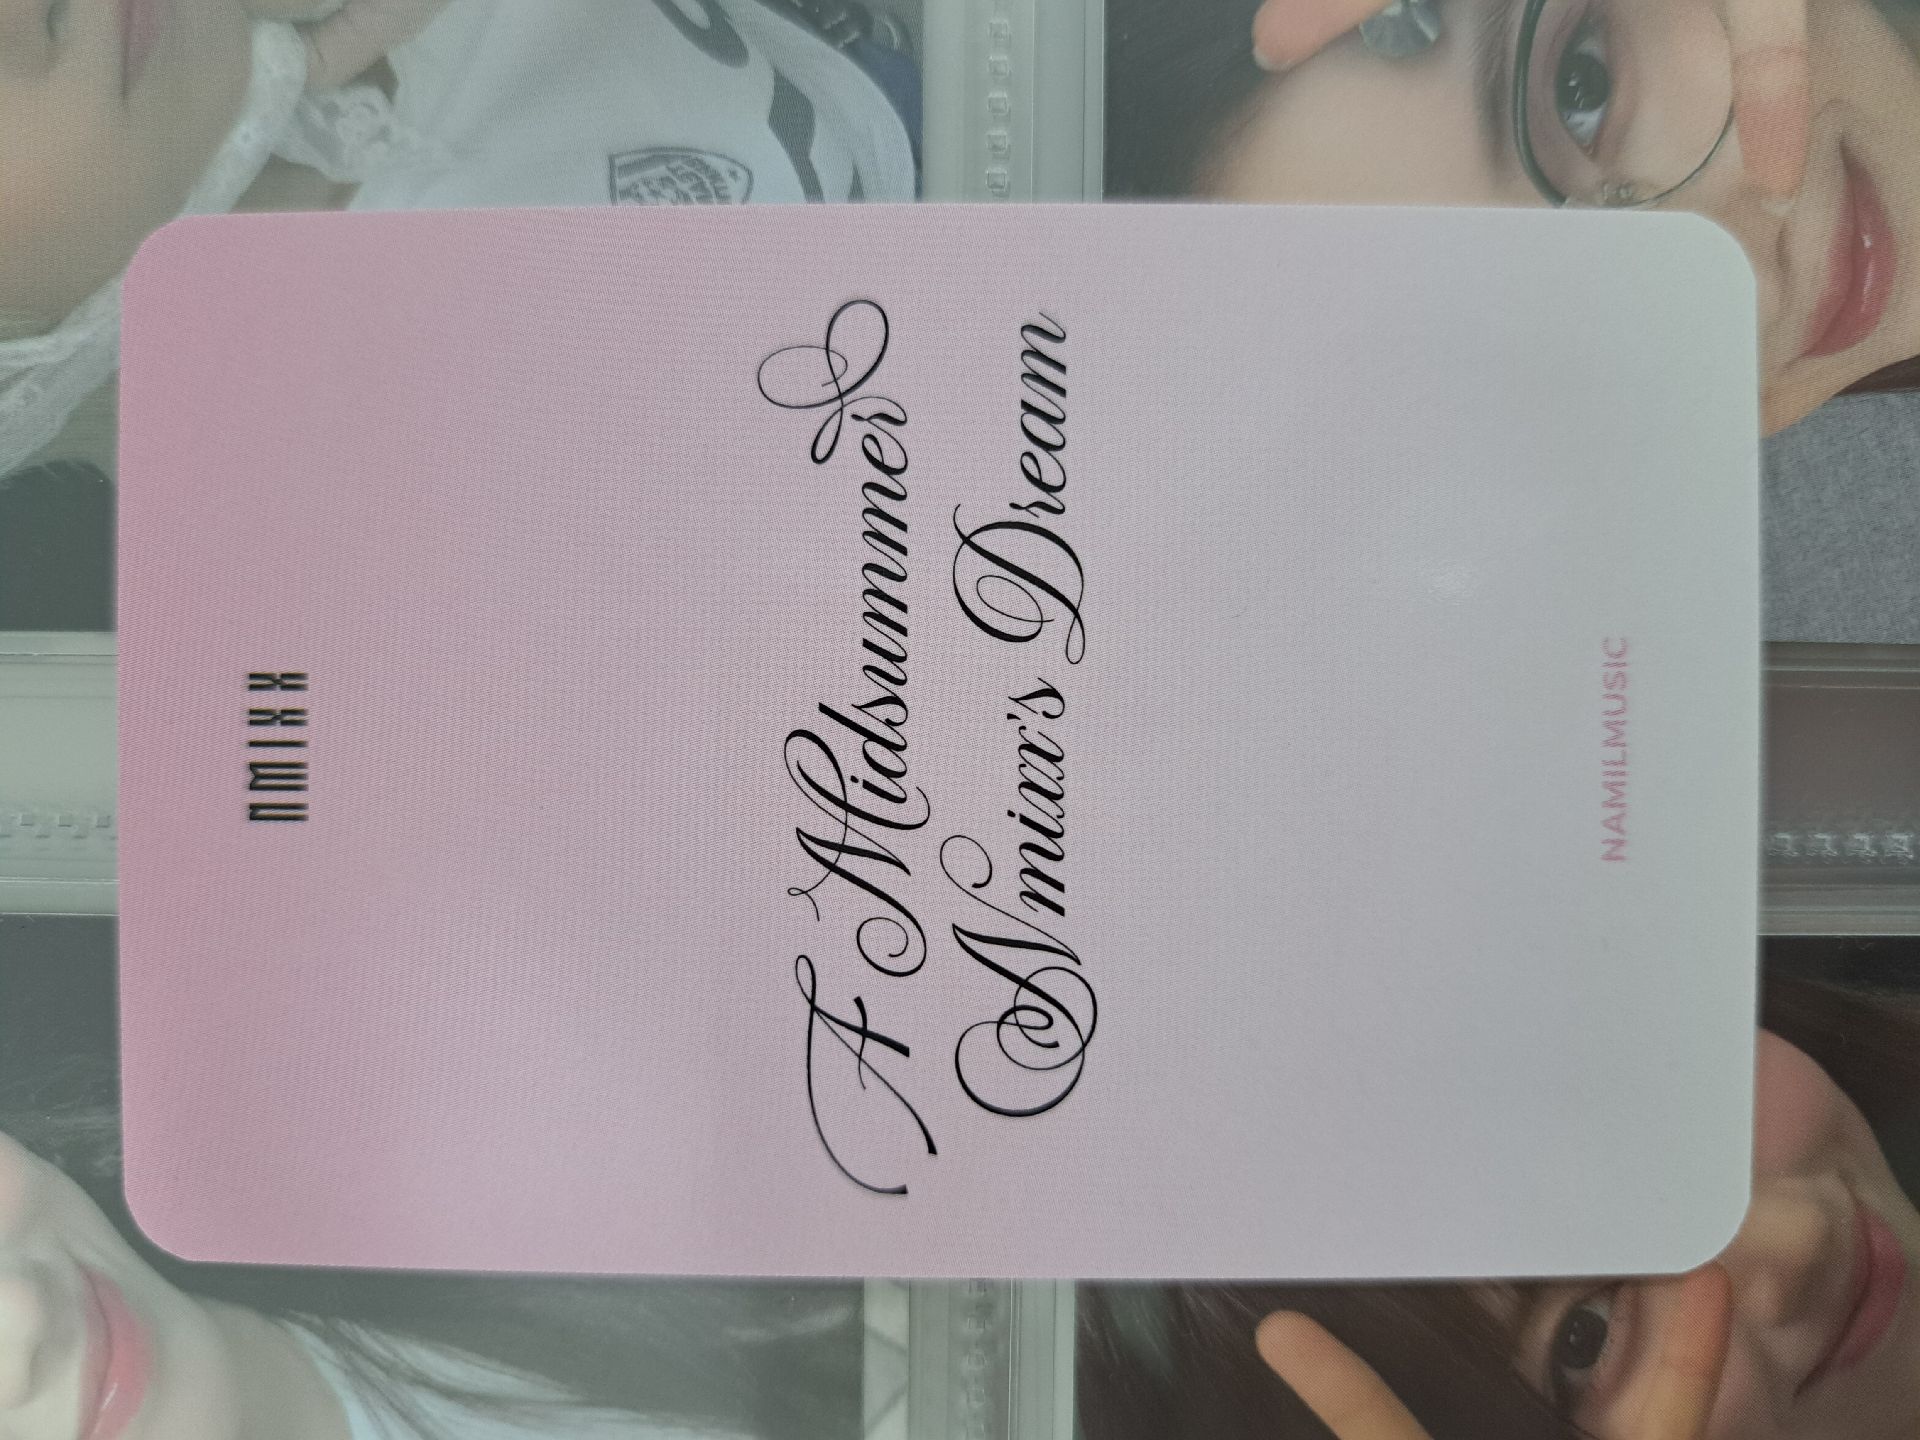 NMIXX
A Midsummer
Nmixx's Dream
NAMILMUSIC